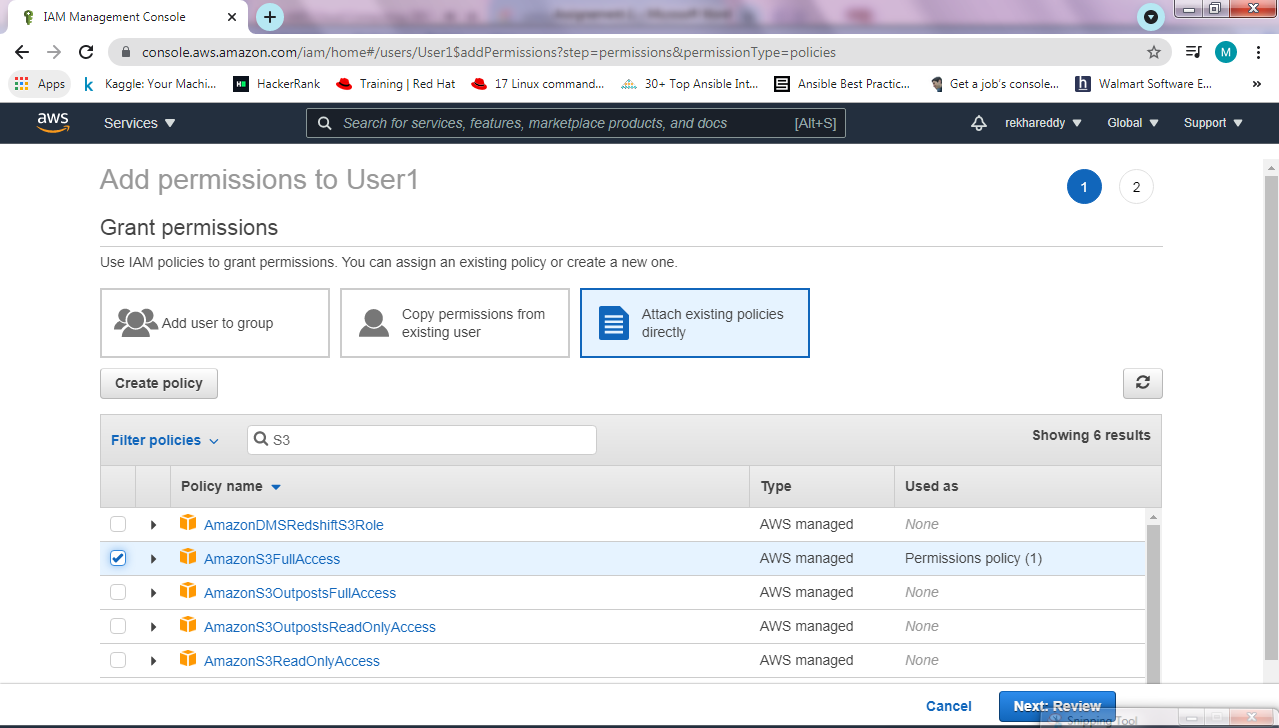 IAM Management Console
console.aws.amazon.com/iam/home#/users/User1$addPermissions?step=permissions&permissionType=policies
M
Apps
Kaggle: Your Machi...
HackerRank
Training | Red Hat
17 Linux command...
30+ Top Ansible Int...
Ansible Best Practic...
Get a job's console...
Walmart Software E...
»
aws
Services
Search for services, features, marketplace products, and docs
[Alt+S]
rekhareddy
Global
Support
Add permissions to User1
1
2
Grant permissions
Use IAM policies to grant permissions. You can assign an existing policy or create a new one.
Add user to group
Copy permissions from
existing user
Attach existing policies
directly
Create policy
Filter policies
S3
Showing 6 results
Policy name
Type
Used as
AmazonDMSRedshiftS3Role
AWS managed
None
AmazonS3FullAccess
AWS managed
Permissions policy (1)
AmazonS3OutpostsFullAccess
AWS managed
None
AmazonS3OutpostsReadOnlyAccess
AWS managed
None
AmazonS3ReadOnlyAccess
AWS managed
None
Cancel
Next: Review
Snipping Tool